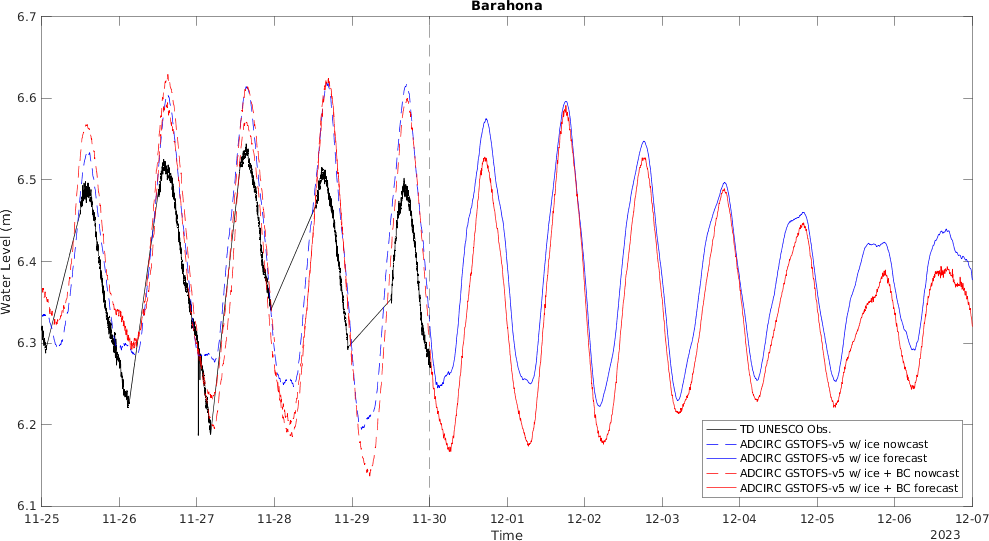 Barahona
6.7
6.6
6.5
6.4
6.3
6.2
6.1
Water Level (m)
TD UNESCO Obs.
ADCIRC GSTOFS-v5 w/ ice nowcast
ADCIRC GSTOFS-v5 w/ ice forecast
ADCIRC GSTOFS-v5 w/ ice + BC nowcast
ADCIRC GSTOFS-v5 w/ ice + BC forecast
11-25 11-26 11-27 11-28 11-29 11-30 12-01 12-02 12-03 12-04 12-05 12-06 12-07
Time
2023